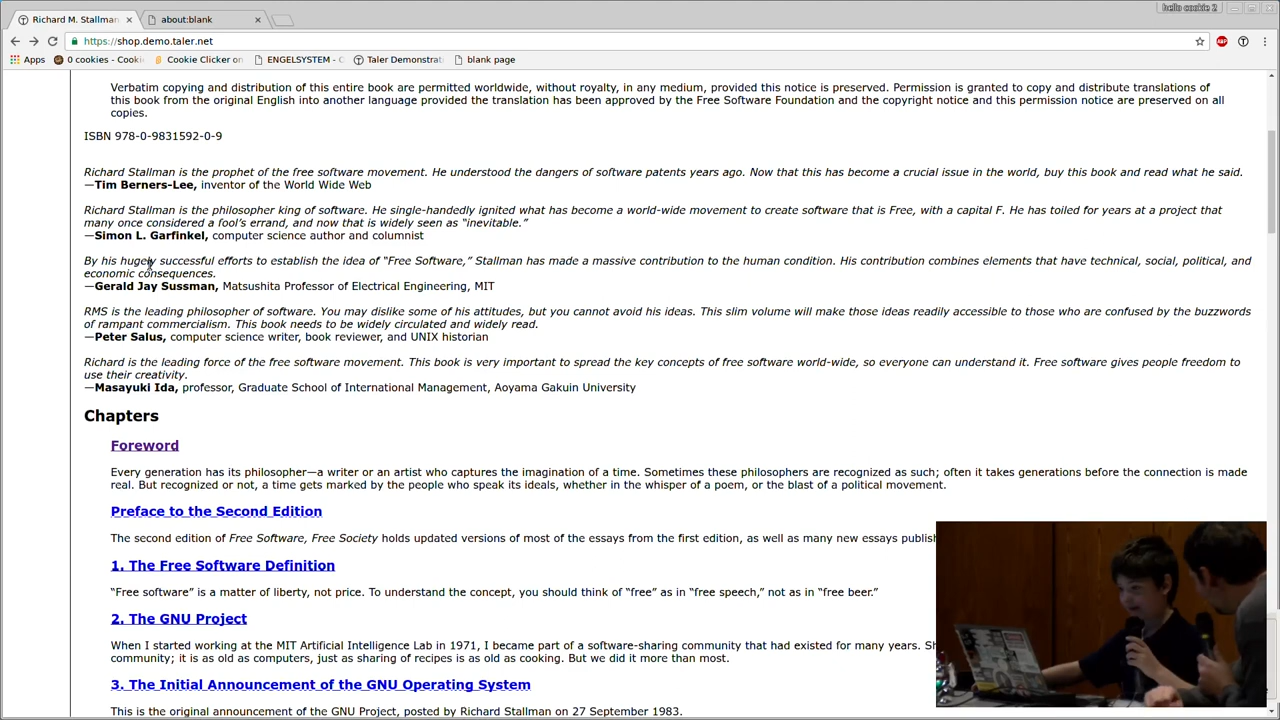 hello cookie 2
Richard M. Stallman
about:blank
https://shop.demo.taler.net
ABP
Apps
0 cookies - Cooki
Cookie Clicker on
ENGELSYSTEM - C
Taler Demonstrat
blank page
Verbatim copying and distribution of this entire book are permitted worldwide, without royalty, in any medium, provided this notice is preserved. Permission is granted to copy and distribute translations of
this book from the original English into another language provided the translation has been approved by the Free Software Foundation and the copyright notice and this permission notice are preserved on all
copies.
ISBN 978-0-9831592-0-9
Richard Stallman is the prophet of the free software movement. He understood the dangers of software patents years ago. Now that this has become a crucial issue in the world, buy this book and read what he said.
—Tim Berners-Lee, inventor of the World Wide Web
Richard Stallman is the philosopher king of software. He single-handedly ignited what has become a world-wide movement to create software that is Free, with a capital F. He has toiled for years at a project that
many once considered a fool's errand, and now that is widely seen as “inevitable.”
—Simon L. Garfinkel, computer science author and columnist
By his hugely successful efforts to establish the idea of “Free Software,” Stallman has made a massive contribution to the human condition. His contribution combines elements that have technical, social, political, and
economic consequences.
—Gerald Jay Sussman, Matsushita Professor of Electrical Engineering, MIT
RMS is the leading philosopher of software. You may dislike some of his attitudes, but you cannot avoid his ideas. This slim volume will make those ideas readily accessible to those who are confused by the buzzwords
of rampant commercialism. This book needs to be widely circulated and widely read.
—Peter Salus, computer science writer, book reviewer, and UNIX historian
Richard is the leading force of the free software movement. This book is very important to spread the key concepts of free software world-wide, so everyone can understand it. Free software gives people freedom to
use their creativity.
—Masayuki Ida, professor, Graduate School of International Management, Aoyama Gakuin University
Chapters
Foreword
Every generation has its philosopher—a writer or an artist who captures the imagination of a time. Sometimes these philosophers are recognized as such; often it takes generations before the connection is made
real. But recognized or not, a time gets marked by the people who speak its ideals, whether in the whisper of a poem, or the blast of a political movement.
Preface to the Second Edition
The second edition of Free Software, Free Society holds updated versions of most of the essays from the first edition, as well as many new essays publish
1. The Free Software Definition
“Free software” is a matter of liberty, not price. To understand the concept, you should think of “free” as in “free speech,” not as in “free beer.”
2. The GNU Project
When I started working at the MIT Artificial Intelligence Lab in 1971, I became part of a software-sharing community that had existed for many years. S
community; it is as old as computers, just as sharing of recipes is as old as cooking. But we did it more than most.
3. The Initial Announcement of the GNU Operating System
This is the original announcement of the GNU Project, posted by Richard Stallman on 27 September 1983.